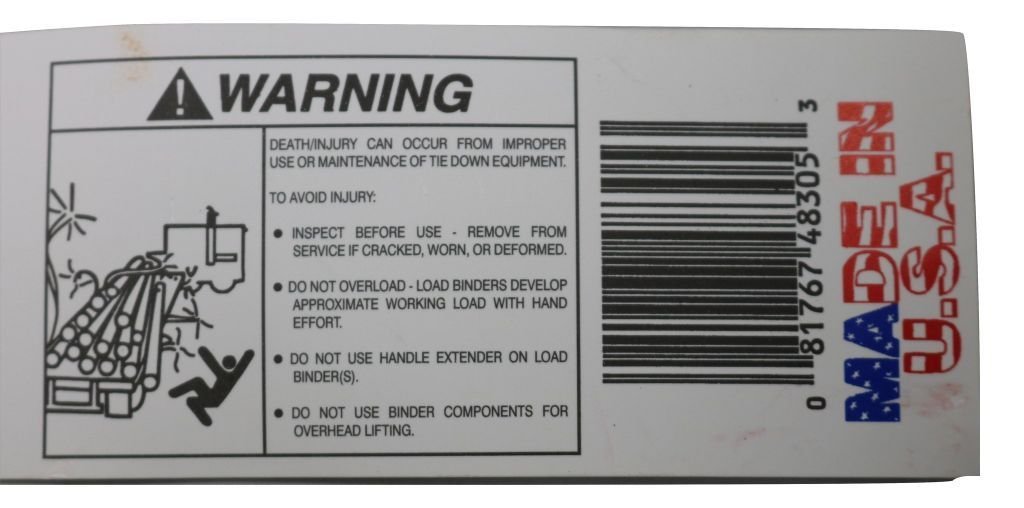 WARNING
DEATH/INJURY CAN OCCUR FROM IMPROPER
USE OR MAINTENANCE OF TIE DOWN EQUIPMENT.
TO AVOID INJURY:
● INSPECT BEFORE USE - REMOVE FROM
SERVICE IF CRACKED, WORN, OR DEFORMED.
● DO NOT OVERLOAD - LOAD BINDERS DEVELOP
APPROXIMATE WORKING LOAD WITH HAND
EFFORT.
● DO NOT USE HANDLE EXTENDER ON LOAD
BINDER(S).
● DO NOT USE BINDER COMPONENTS FOR
OVERHEAD LIFTING.
0 81767 48305 3
MADE IN
U.S.A.